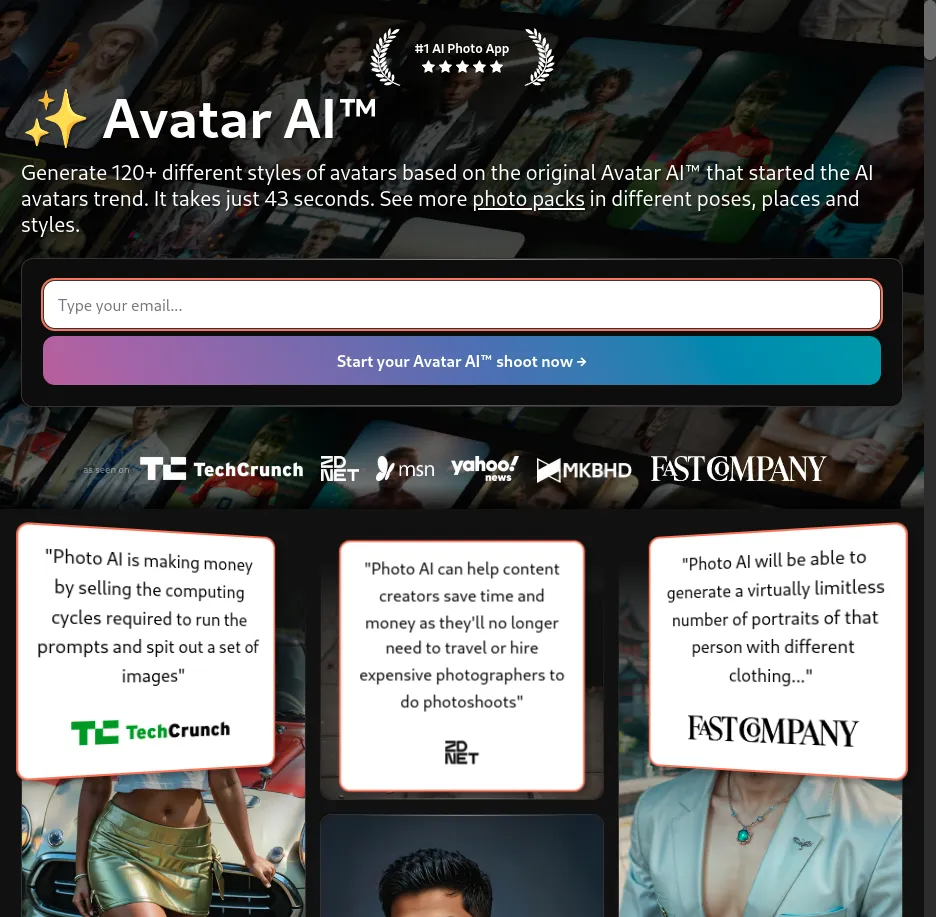 #1 AI Photo App
✨ Avatar AI™
Generate 120+ different styles of avatars based on the original Avatar AI™ that started the AI
avatars trend. It takes just 43 seconds. See more photo packs in different poses, places and
styles.
Type your email...
Start your Avatar AI™ shoot now →
as seen on TechCrunch ZDNET msn yahoo! news MKBHD FAST COMPANY
"Photo AI is making money
by selling the computing
cycles required to run the
prompts and spit out a set of
images"
TechCrunch
"Photo AI can help content
creators save time and
money as they'll no longer
need to travel or hire
expensive photographers to
do photoshoots"
ZDNET
"Photo AI will be able to
generate a virtually limitless
number of portraits of that
person with different
clothing..."
FAST COMPANY